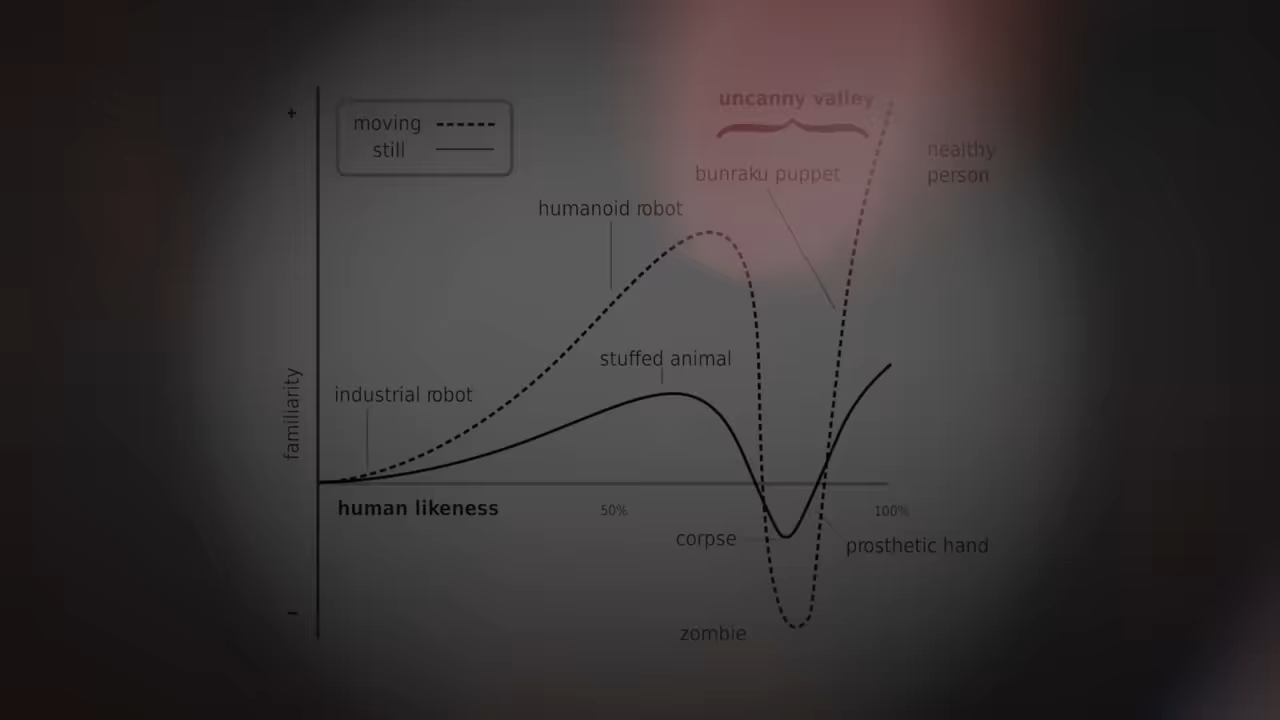 uncanny valley
+
moving
still
healthy
person
bunraku puppet
humanoid robot
stuffed animal
industrial robot
familiarity
human likeness
50%
100%
corpse
prosthetic hand
−
zombie